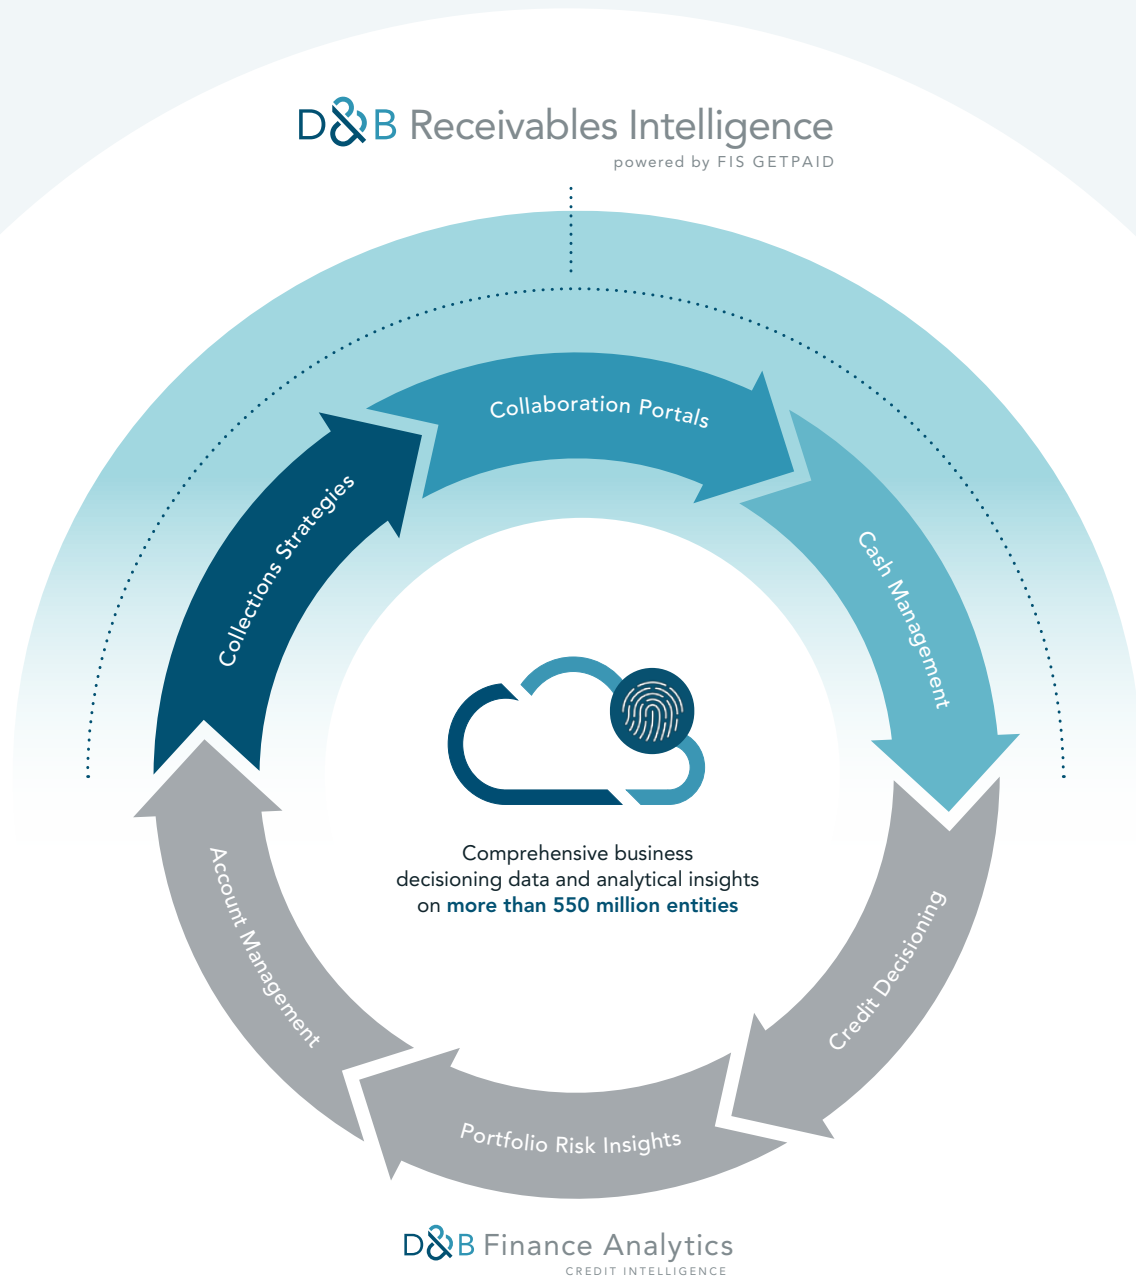 D&B Receivables Intelligence
powered by FIS GETPAID
Collaboration Portals
Collections Strategies
Cash Management
Comprehensive business
decisioning data and analytical insights
on more than 550 million entities
Account Management
Credit Decisioning
Portfolio Risk Insights
D&B Finance Analytics
CREDIT INTELLIGENCE